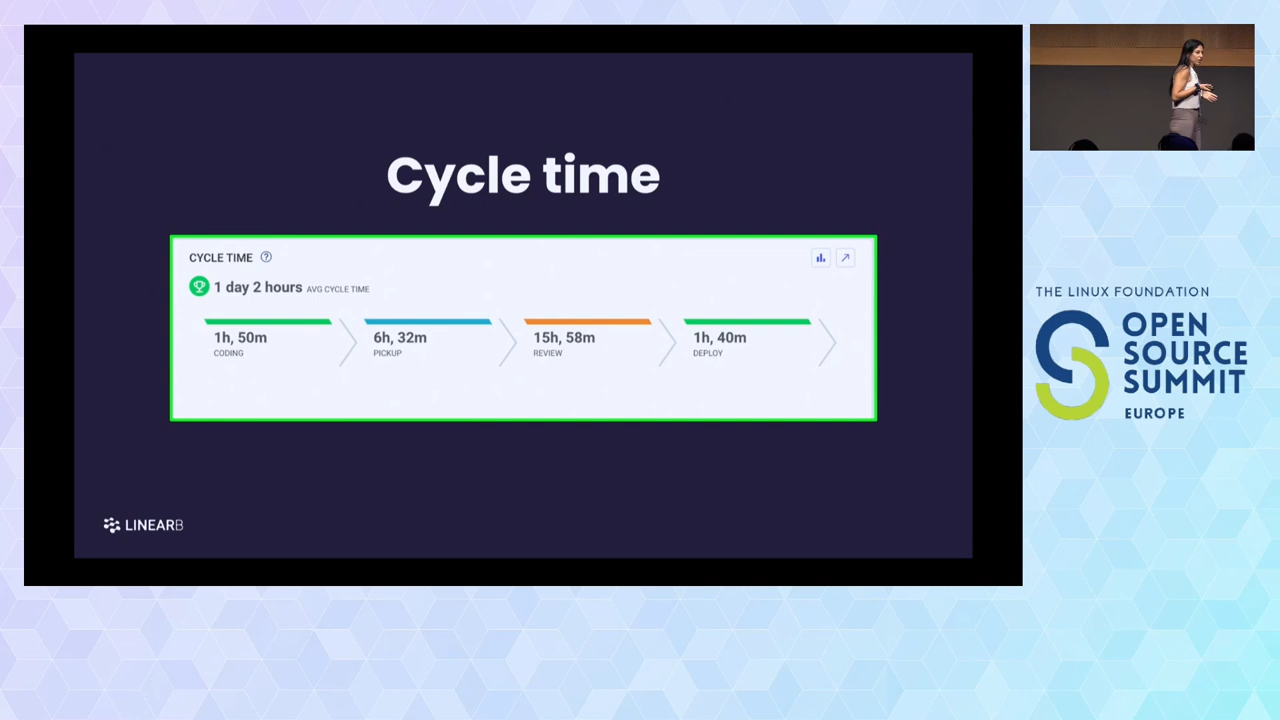 Cycle time
CYCLE TIME ?
1 day 2 hours AVG CYCLE TIME
1h, 50m
CODING
6h, 32m
PICKUP
15h, 58m
REVIEW
1h, 40m
DEPLOY
LINEARB
THE LINUX FOUNDATION
OPEN
SOURCE
SUMMIT
EUROPE